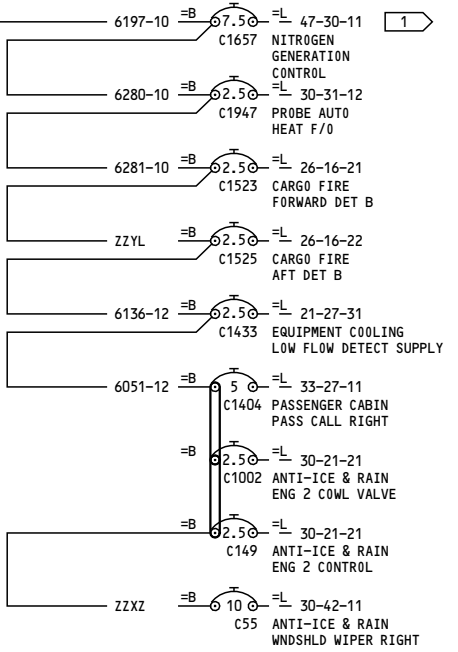 6197-10 =B 7.5 =L 47-30-11 1
C1657 NITROGEN
GENERATION
CONTROL
6280-10 =B 2.5 =L 30-31-12
C1947 PROBE AUTO
HEAT F/O
6281-10 =B 2.5 =L 26-16-21
C1523 CARGO FIRE
FORWARD DET B
ZZYL =B 2.5 =L 26-16-22
C1525 CARGO FIRE
AFT DET B
6136-12 =B 2.5 =L 21-27-31
C1433 EQUIPMENT COOLING
LOW FLOW DETECT SUPPLY
6051-12 =B 5 =L 33-27-11
C1404 PASSENGER CABIN
PASS CALL RIGHT
=B 2.5 =L 30-21-21
C1002 ANTI-ICE & RAIN
ENG 2 COWL VALVE
=B 2.5 =L 30-21-21
C149 ANTI-ICE & RAIN
ENG 2 CONTROL
ZZXZ =B 10 =L 30-42-11
C55 ANTI-ICE & RAIN
WNDSHLD WIPER RIGHT